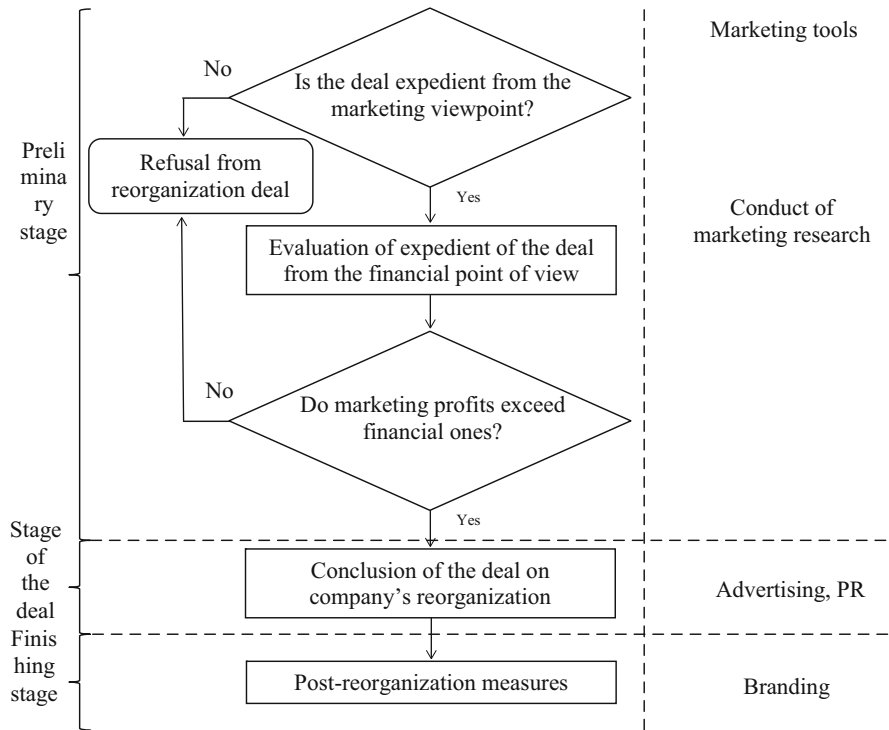 Marketing tools
No
Is the deal expedient from the
marketing viewpoint?
Preli
mina
ry
stage
Refusal from
reorganization deal
Yes
Conduct of
marketing research
Evaluation of expedient of the deal
from the financial point of view
No
Do marketing profits exceed
financial ones?
Yes
Stage
of
the
deal
Conclusion of the deal on
company's reorganization
Advertising, PR
Finis
hing
stage
Post-reorganization measures
Branding